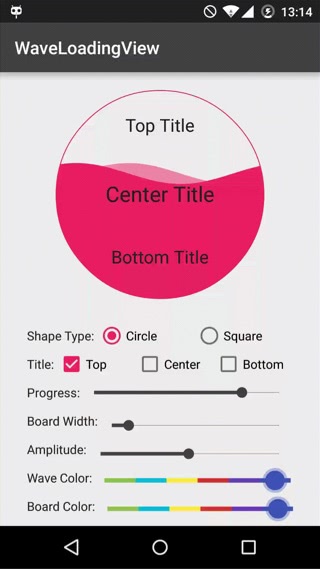 13:14
WaveLoadingView
Top Title
Center Title
Bottom Title
Shape Type: Circle Square
Title: Top Center Bottom
Progress:
Board Width:
Amplitude:
Wave Color:
Board Color: